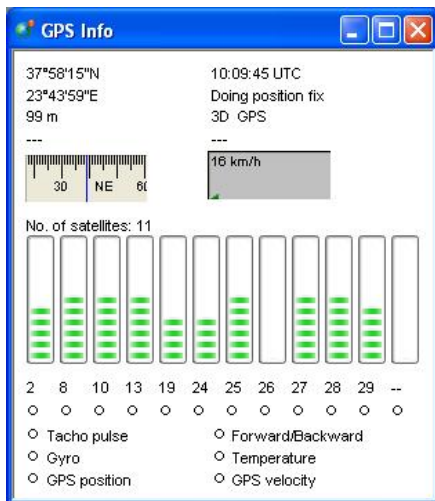 GPS Info
37°58'15"N 10:09:45 UTC
23°43'59"E Doing position fix
99 m 3D GPS
--- ---
30 NE 60 16 km/h
No. of satellites: 11
2 8 10 13 19 24 25 26 27 28 29 --
Tacho pulse Forward/Backward
Gyro Temperature
GPS position GPS velocity